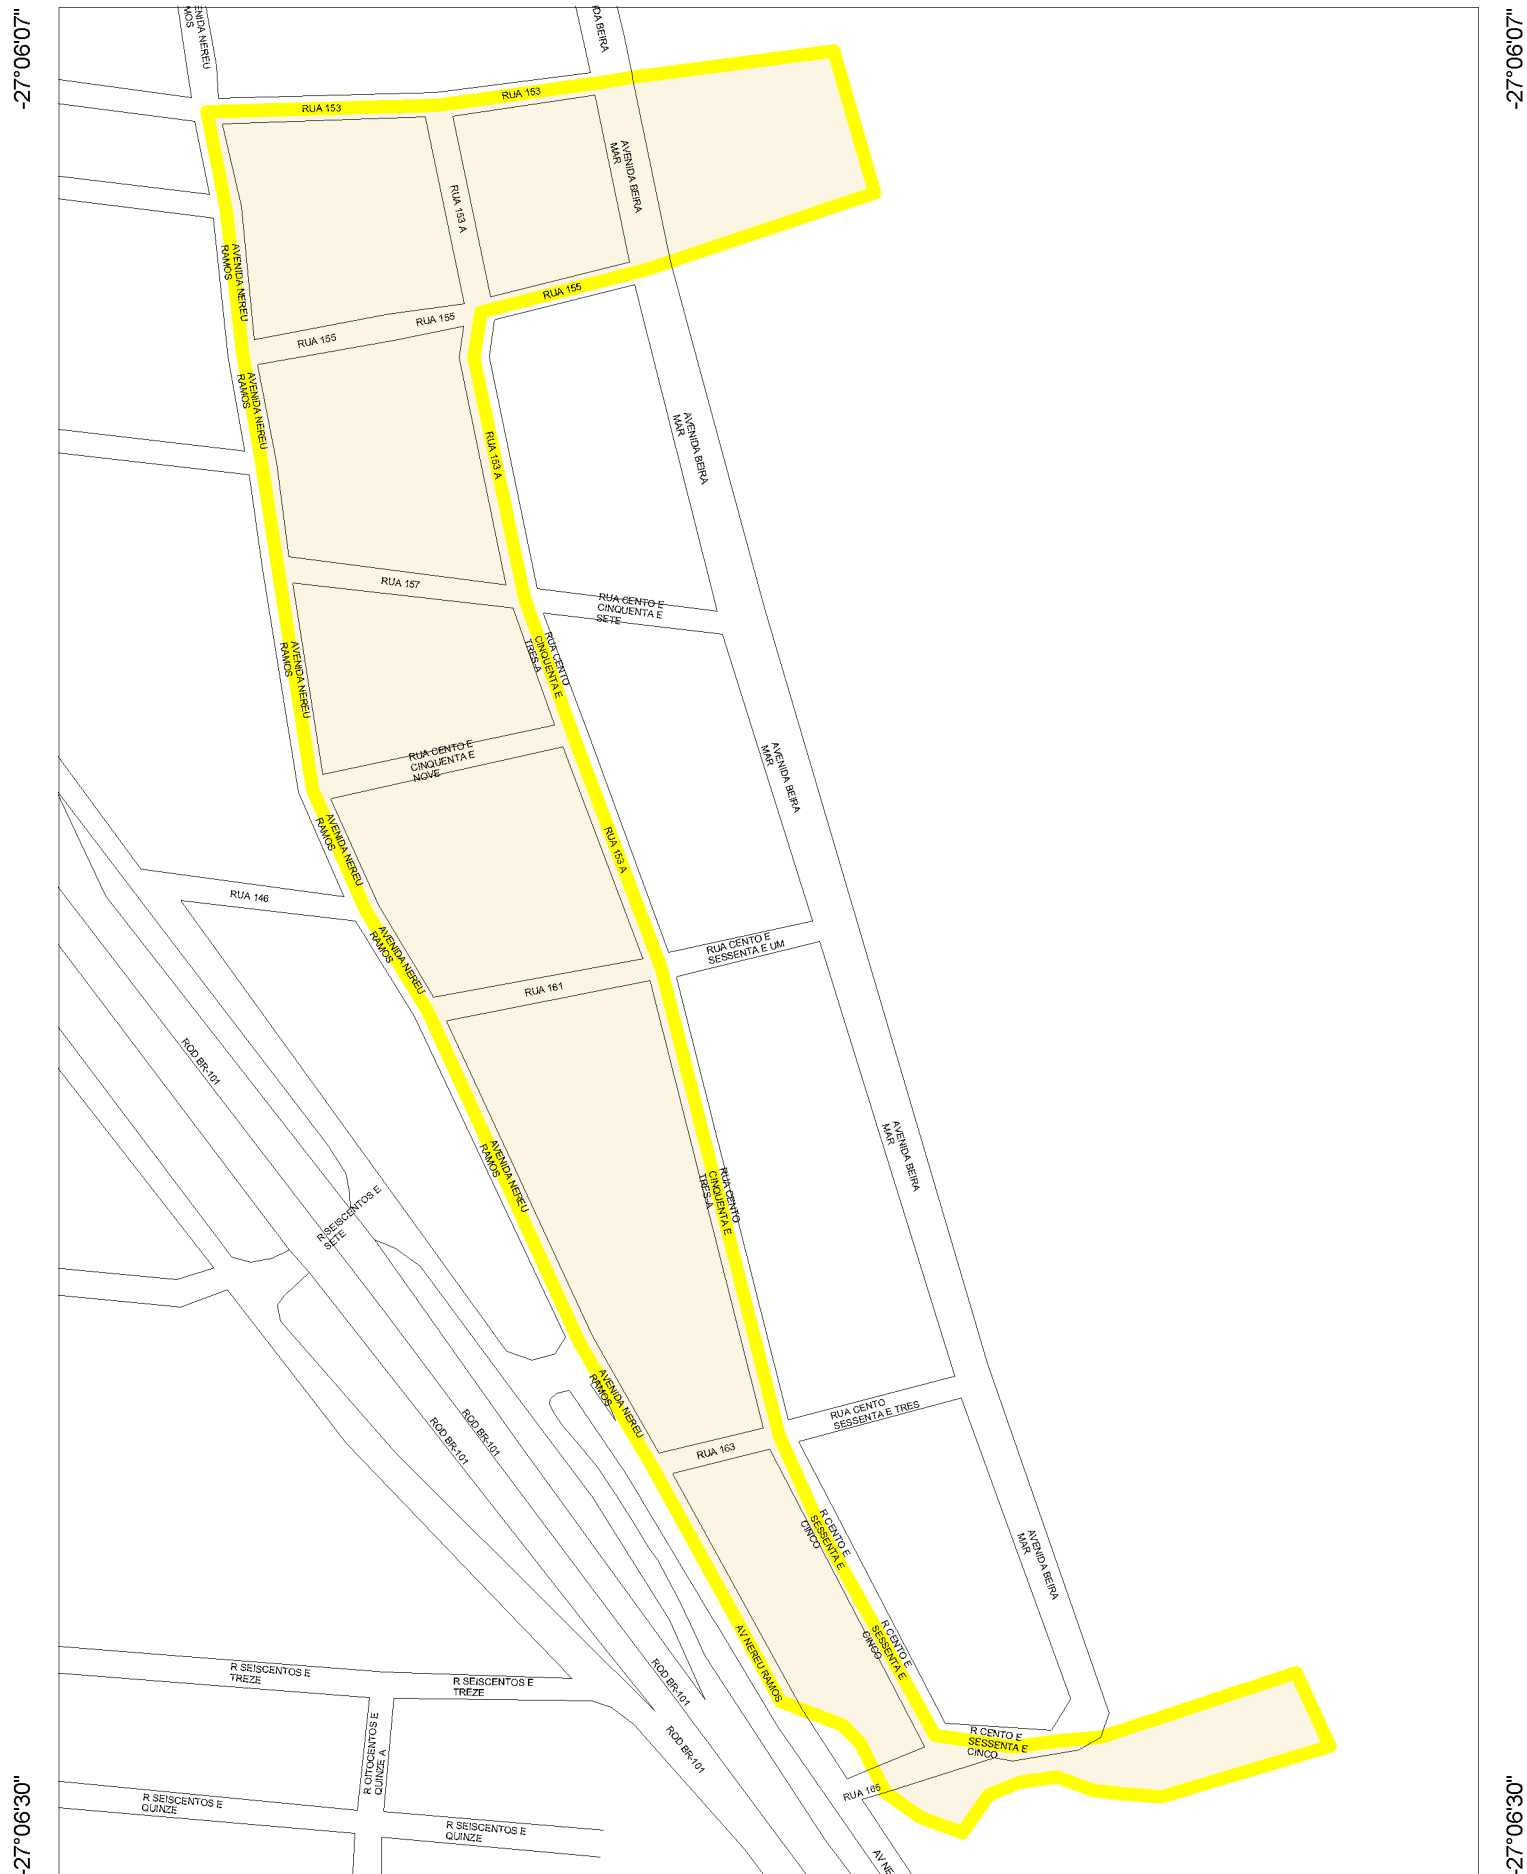 -27°06'07"
-27°06'07"
AVENIDA BEIRA
RUA 153
RUA 153
AVENIDA BEIRA
MAR
RUA 153 A
AVENIDA NEREU
RAMOS
RUA 155
RUA 155
RUA 155
AVENIDA NEREU
RAMOS
AVENIDA BEIRA
MAR
RUA 153 A
RUA 157
RUA CENTO E
CINQUENTA E
SETE
RUA CENTO
CINQUENTA E
TRES-A
AVENIDA NEREU
RAMOS
RUA CENTO E
CINQUENTA E
NOVE
AVENIDA BEIRA
MAR
AVENIDA NEREU
RAMOS
RUA 153 A
RUA 146
AVENIDA NEREU
RAMOS
RUA CENTO E
SESSENTA E UM
RUA 161
ROD BR-101
AVENIDA NEREU
RAMOS
RUA CENTO
CINQUENTA E
TRES-A
AVENIDA BEIRA
MAR
R SEISCENTOS E
SETE
AVENIDA NEREU
RAMOS
RUA CENTO
SESSENTA E TRES
ROD BR-101
ROD BR-101
RUA 163
R CENTO E
SESSENTA E
CINCO
AVENIDA BEIRA
MAR
R SEISCENTOS E
TREZE
R SEISCENTOS E
TREZE
ROD BR-101
AV NEREU RAMOS
R CENTO E
SESSENTA E
CINCO
R CENTO E
SESSENTA E
CINCO
R OITOCENTOS E
QUINZE A
ROD BR-101
RUA 165
R SEISCENTOS E
QUINZE
R SEISCENTOS E
QUINZE
-27°06'30"
-27°06'30"